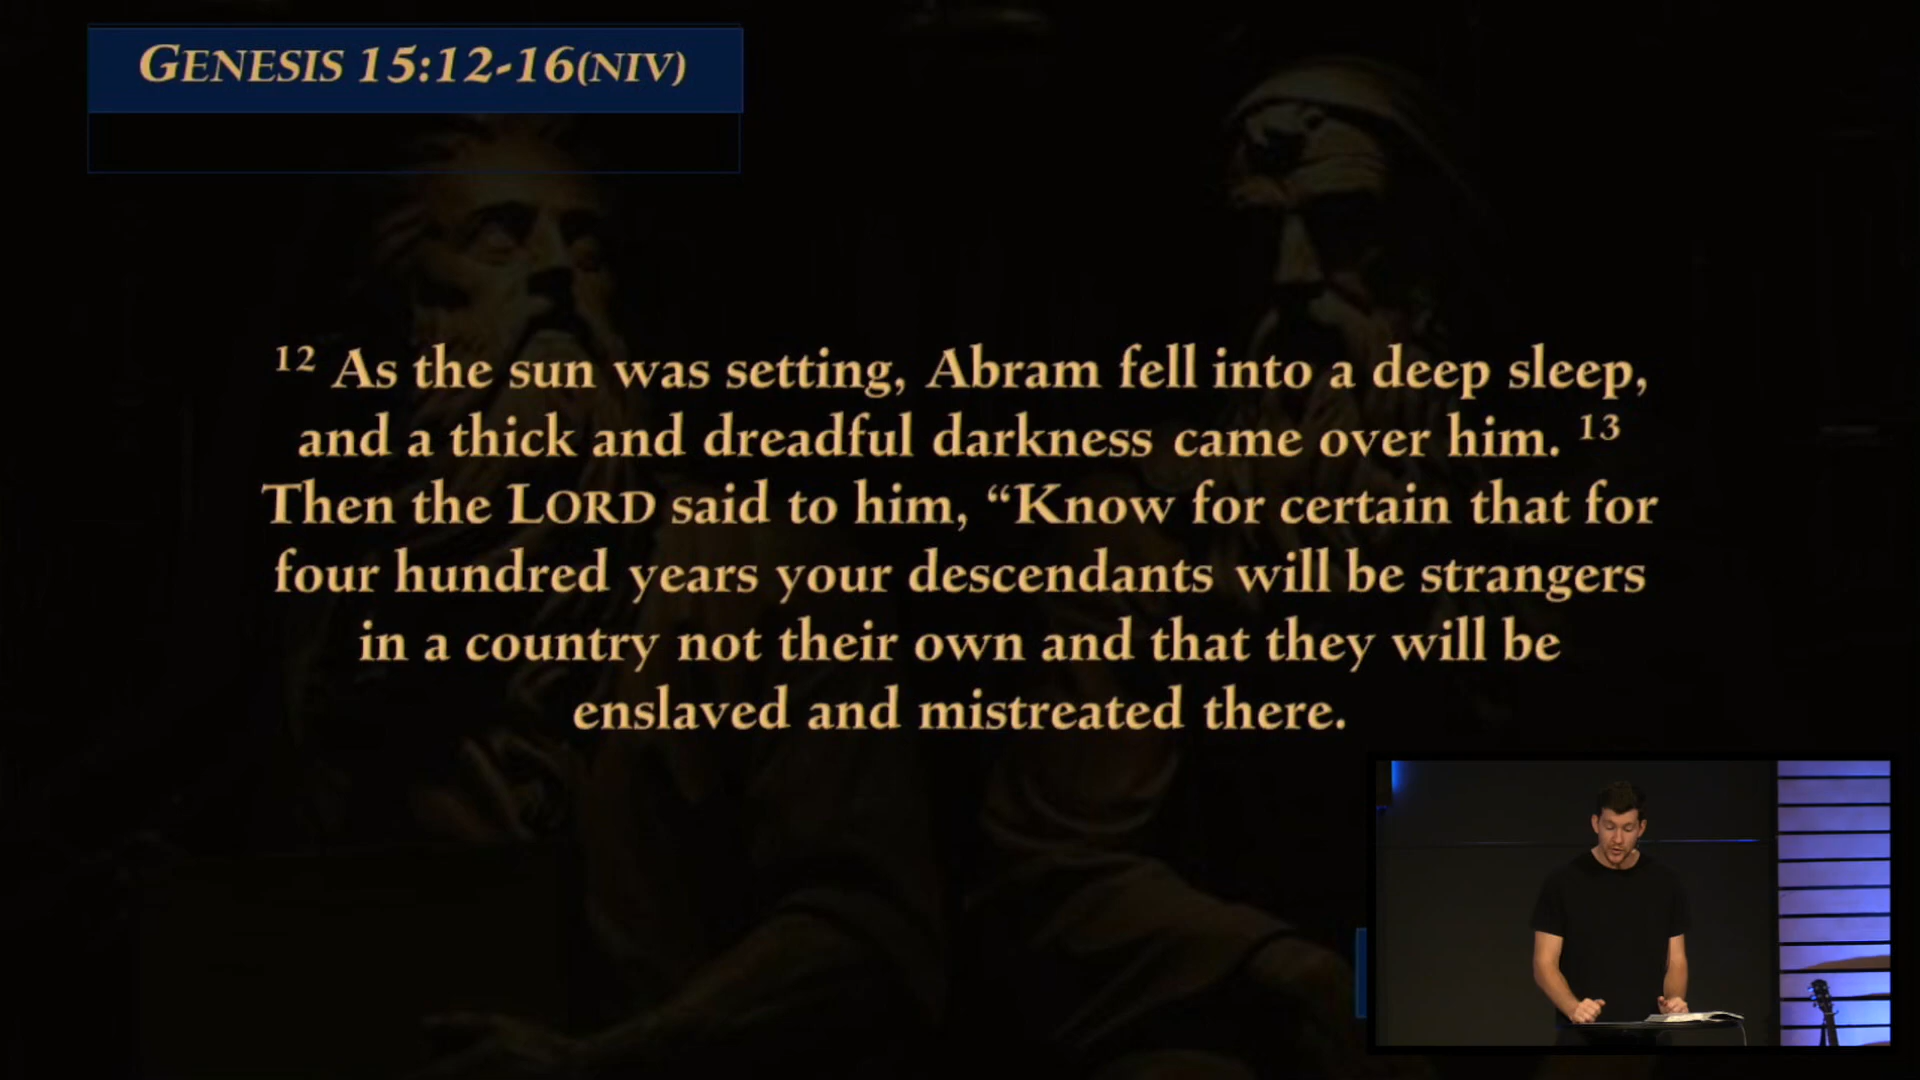 GENESIS 15:12-16(NIV)
12 As the sun was setting, Abram fell into a deep sleep,
and a thick and dreadful darkness came over him. 13
Then the LORD said to him, “Know for certain that for
four hundred years your descendants will be strangers
in a country not their own and that they will be
enslaved and mistreated there.